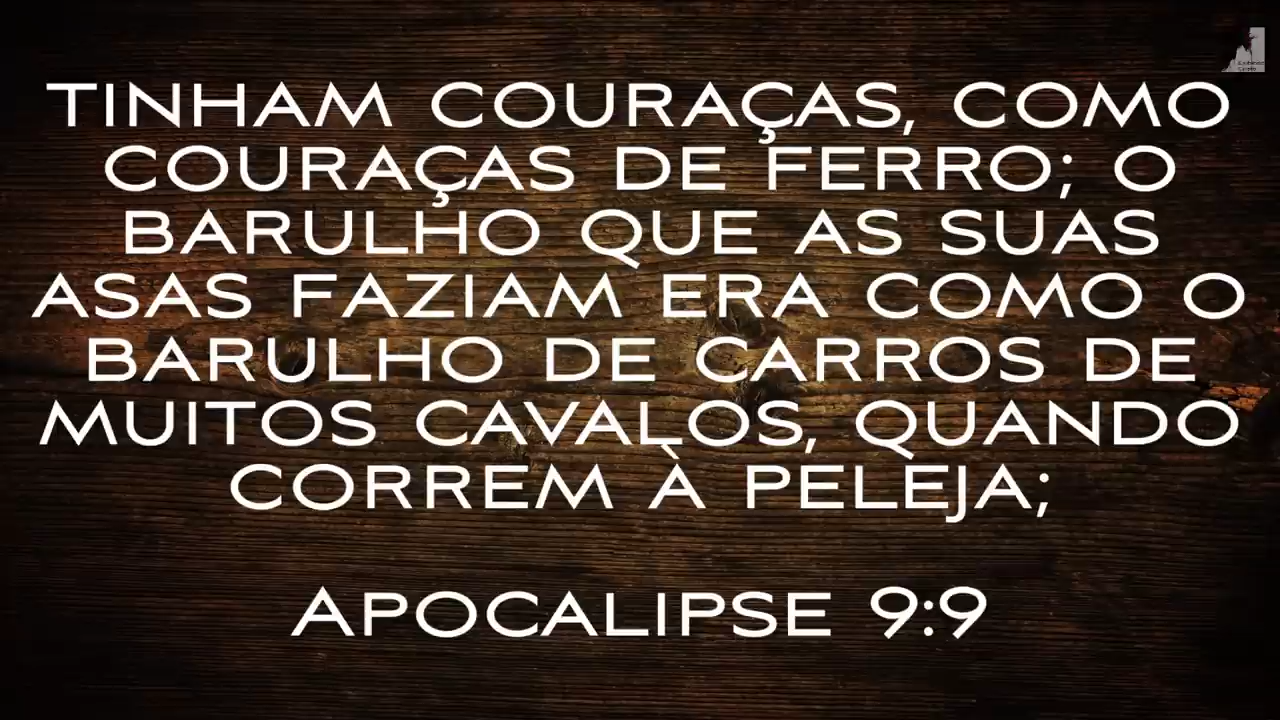 TINHAM COURAÇAS, COMO
COURAÇAS DE FERRO; O
BARULHO QUE AS SUAS
ASAS FAZIAM ERA COMO O
BARULHO DE CARROS DE
MUITOS CAVALOS, QUANDO
CORREM À PELEJA;
APOCALIPSE 9:9